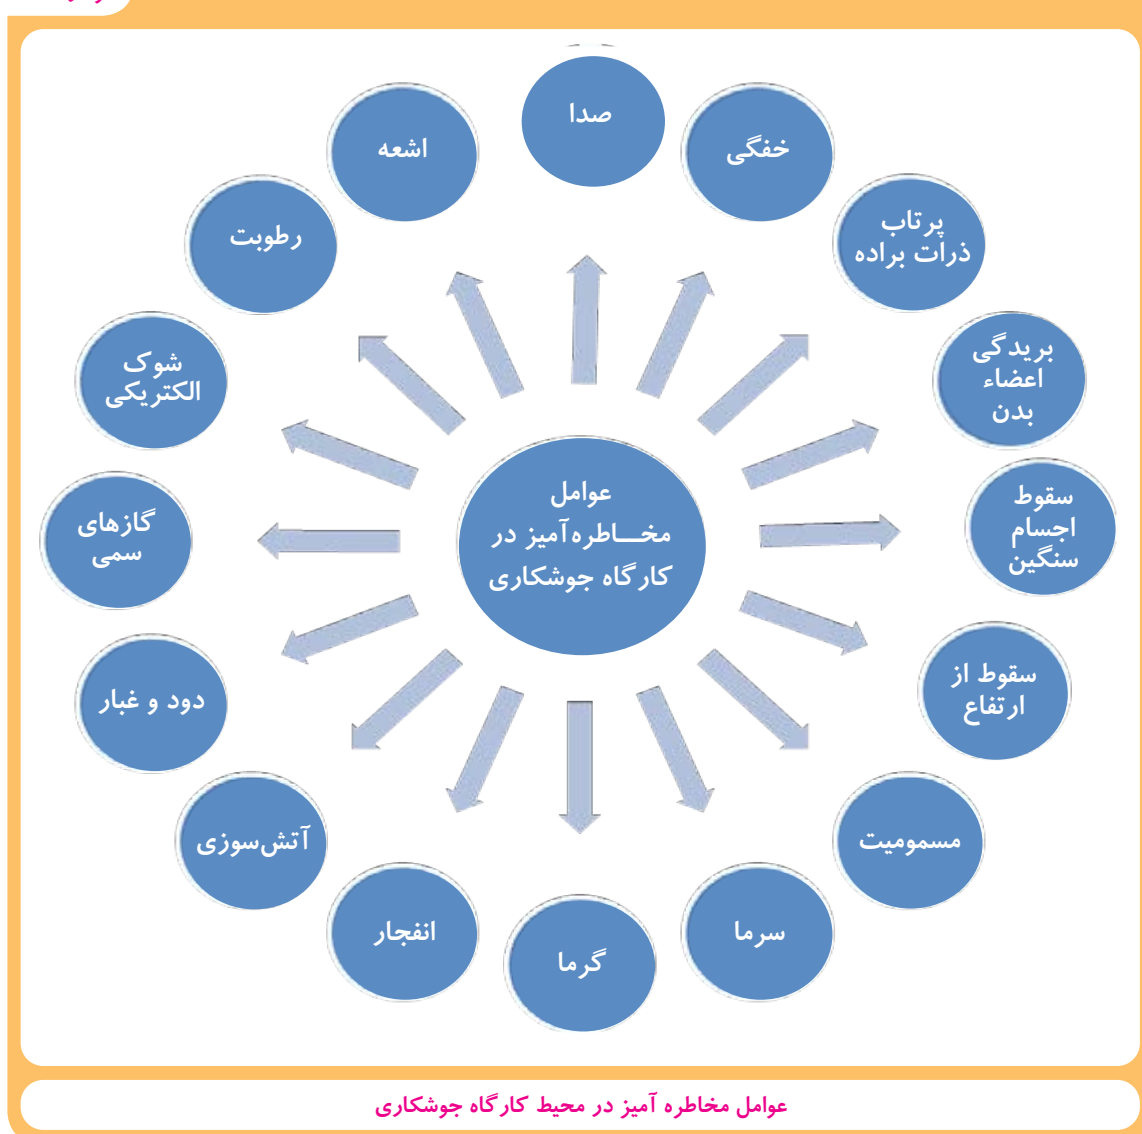 صدا
خفگی
پرتاب
ذرات براده
بریدگی
اعضاء
بدن
سقوط
اجسام
سنگین
سقوط از
ارتفاع
مسمومیت
سرما
گرما
انفجار
آتش‌سوزی
دود و غبار
گازهای
سمی
شوک
الکتریکی
رطوبت
اشعه
عوامل
مخـــاطره‌آمیز در
کارگاه جوشکاری
عوامل مخاطره آمیز در محیط کارگاه جوشکاری